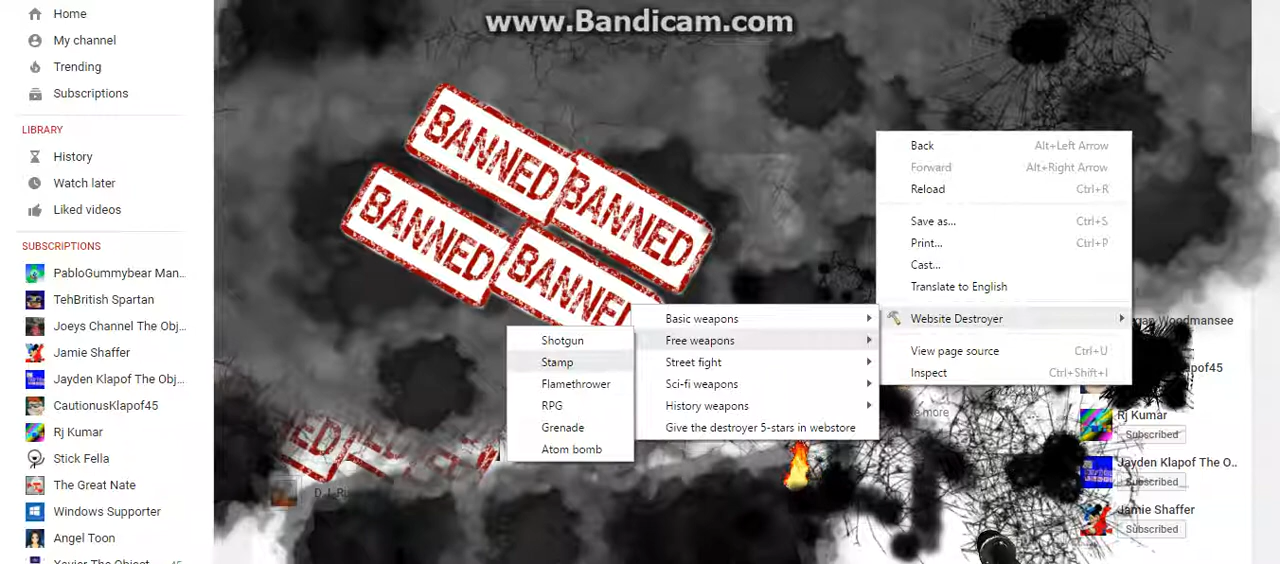 www.Bandicam.com
Home
My channel
Trending
Subscriptions
LIBRARY
History
Watch later
Liked videos
SUBSCRIPTIONS
PabloGummybear Man...
TehBritish Spartan
Joeys Channel The Obj...
Jamie Shaffer
Jayden Klapof The Obj...
CautionusKlapof45
Rj Kumar
Stick Fella
The Great Nate
Windows Supporter
Angel Toon
BANNED
BANNED
BANNED
BANNED
Shotgun
Stamp
Flamethrower
RPG
Grenade
Atom bomb
Basic weapons
Free weapons
Street fight
Sci-fi weapons
History weapons
Give the destroyer 5-stars in webstore
Back Alt+Left Arrow
Forward Alt+Right Arrow
Reload Ctrl+R
Save as... Ctrl+S
Print... Ctrl+P
Cast...
Translate to English
Website Destroyer
View page source Ctrl+U
Inspect Ctrl+Shift+I
Woodmansee
Rj Kumar
Subscribed
Jayden Klapof The O..
Subscribed
Jamie Shaffer
Subscribed